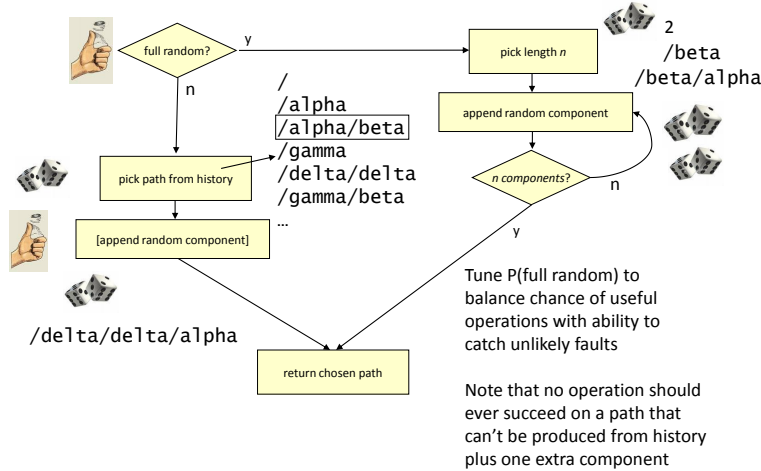 full random?
y
n
pick length n
2
/beta
/beta/alpha
append random component
n components?
n
y
/
/alpha
/alpha/beta
/gamma
/delta/delta
/gamma/beta
…
pick path from history
[append random component]
/delta/delta/alpha
return chosen path
Tune P(full random) to
balance chance of useful
operations with ability to
catch unlikely faults
Note that no operation should
ever succeed on a path that
can’t be produced from history
plus one extra component